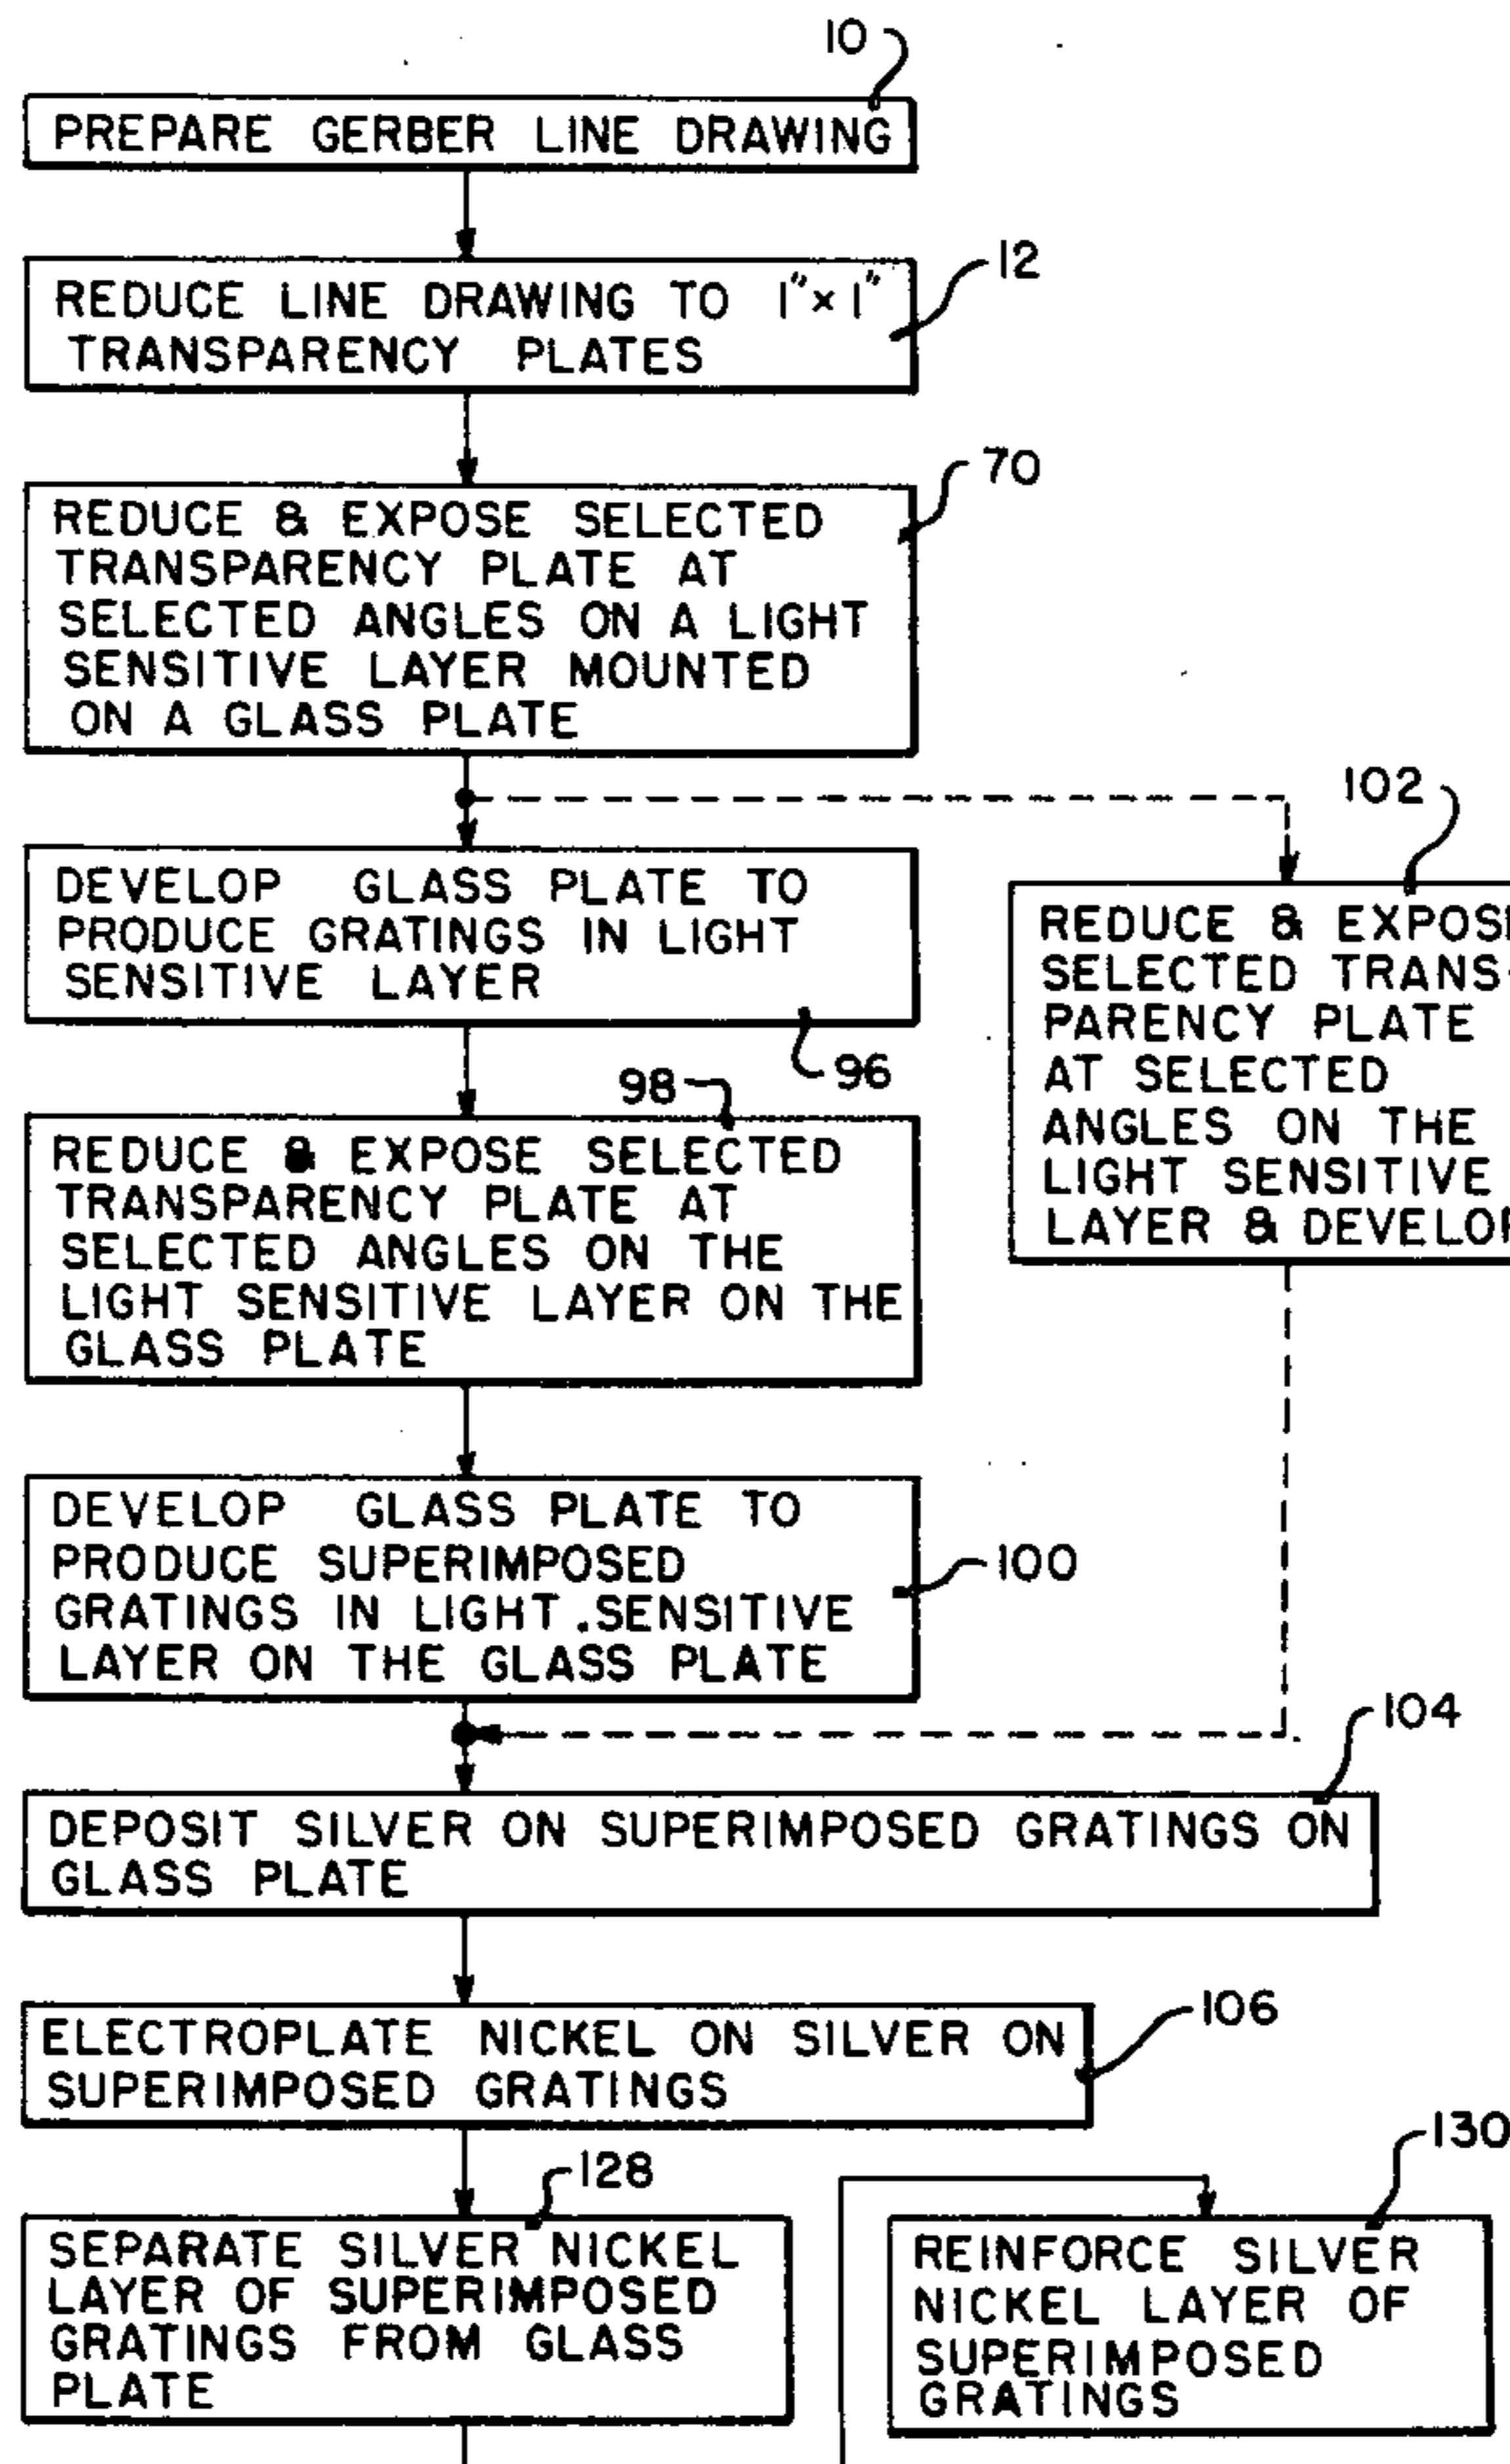 10
PREPARE GERBER LINE DRAWING
12
REDUCE LINE DRAWING TO 1"x 1"
TRANSPARENCY PLATES
70
REDUCE & EXPOSE SELECTED
TRANSPARENCY PLATE AT
SELECTED ANGLES ON A LIGHT
SENSITIVE LAYER MOUNTED
ON A GLASS PLATE
DEVELOP GLASS PLATE TO
PRODUCE GRATINGS IN LIGHT
SENSITIVE LAYER
96
102
REDUCE & EXPOSE
SELECTED TRANS-
PARENCY PLATE
AT SELECTED
ANGLES ON THE
LIGHT SENSITIVE
LAYER & DEVELOP
98
REDUCE & EXPOSE SELECTED
TRANSPARENCY PLATE AT
SELECTED ANGLES ON THE
LIGHT SENSITIVE LAYER ON THE
GLASS PLATE
DEVELOP GLASS PLATE TO
PRODUCE SUPERIMPOSED
GRATINGS IN LIGHT SENSITIVE
LAYER ON THE GLASS PLATE
100
104
DEPOSIT SILVER ON SUPERIMPOSED GRATINGS ON
GLASS PLATE
106
ELECTROPLATE NICKEL ON SILVER ON
SUPERIMPOSED GRATINGS
128
SEPARATE SILVER NICKEL
LAYER OF SUPERIMPOSED
GRATINGS FROM GLASS
PLATE
130
REINFORCE SILVER
NICKEL LAYER OF
SUPERIMPOSED
GRATINGS